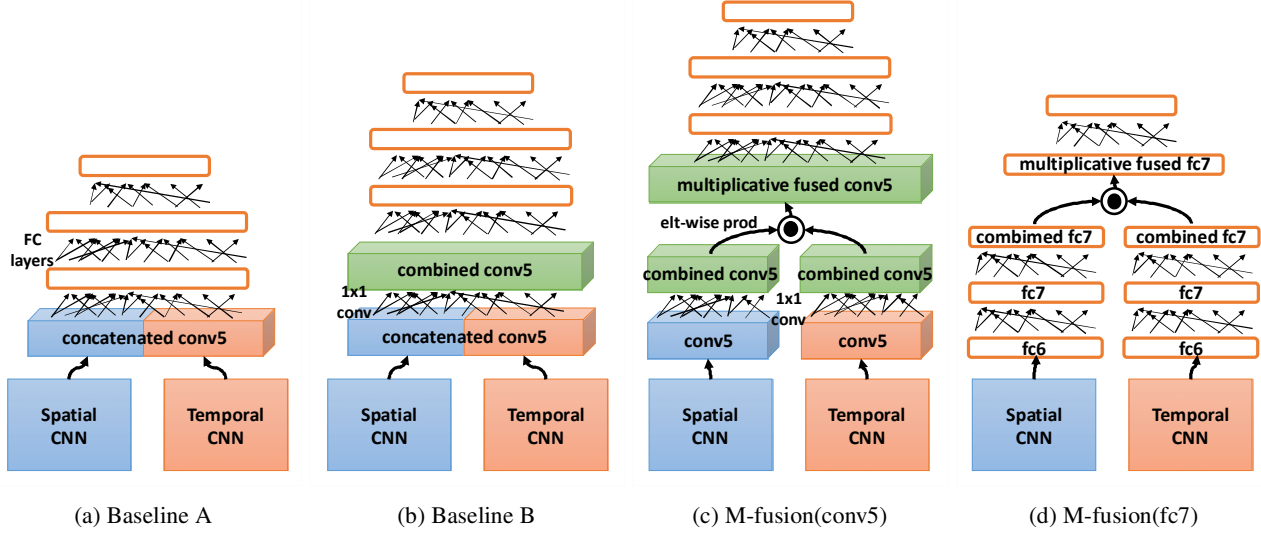 FC
layers
concatenated conv5
Spatial
CNN
Temporal
CNN
(a) Baseline A
combined conv5
1x1
conv
concatenated conv5
Spatial
CNN
Temporal
CNN
(b) Baseline B
multiplicative fused conv5
elt-wise prod
combined conv5
combined conv5
1x1
conv
conv5
conv5
Spatial
CNN
Temporal
CNN
(c) M-fusion(conv5)
multiplicative fused fc7
combimed fc7
combined fc7
fc7
fc7
fc6
fc6
Spatial
CNN
Temporal
CNN
(d) M-fusion(fc7)